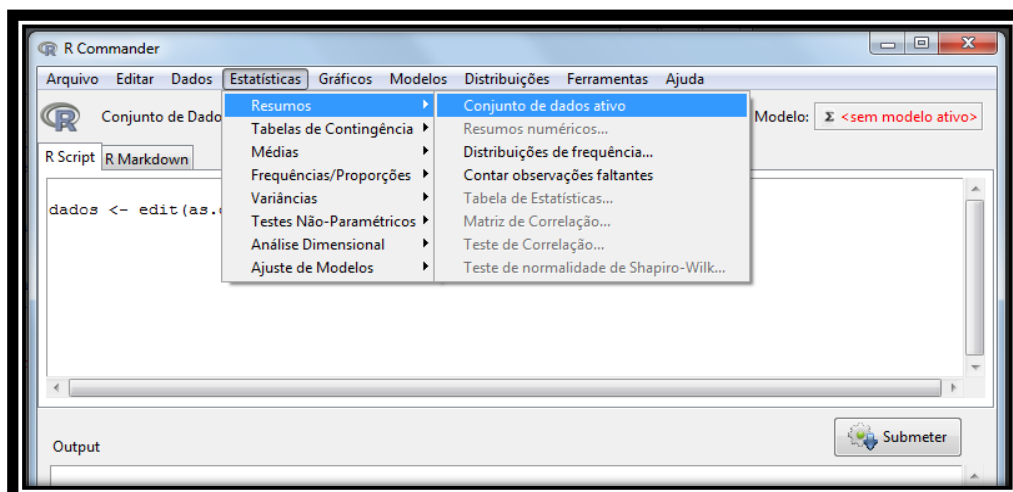 R Commander
Arquivo Editar Dados Estatísticas Gráficos Modelos Distribuições Ferramentas Ajuda
Conjunto de Dado
Modelo: Σ <sem modelo ativo>
R Script R Markdown
dados <- edit(as.
Resumos
Tabelas de Contingência
Médias
Frequências/Proporções
Variâncias
Testes Não-Paramétricos
Análise Dimensional
Ajuste de Modelos
Conjunto de dados ativo
Resumos numéricos...
Distribuições de frequência...
Contar observações faltantes
Tabela de Estatísticas...
Matriz de Correlação...
Teste de Correlação...
Teste de normalidade de Shapiro-Wilk...
Output
Submeter